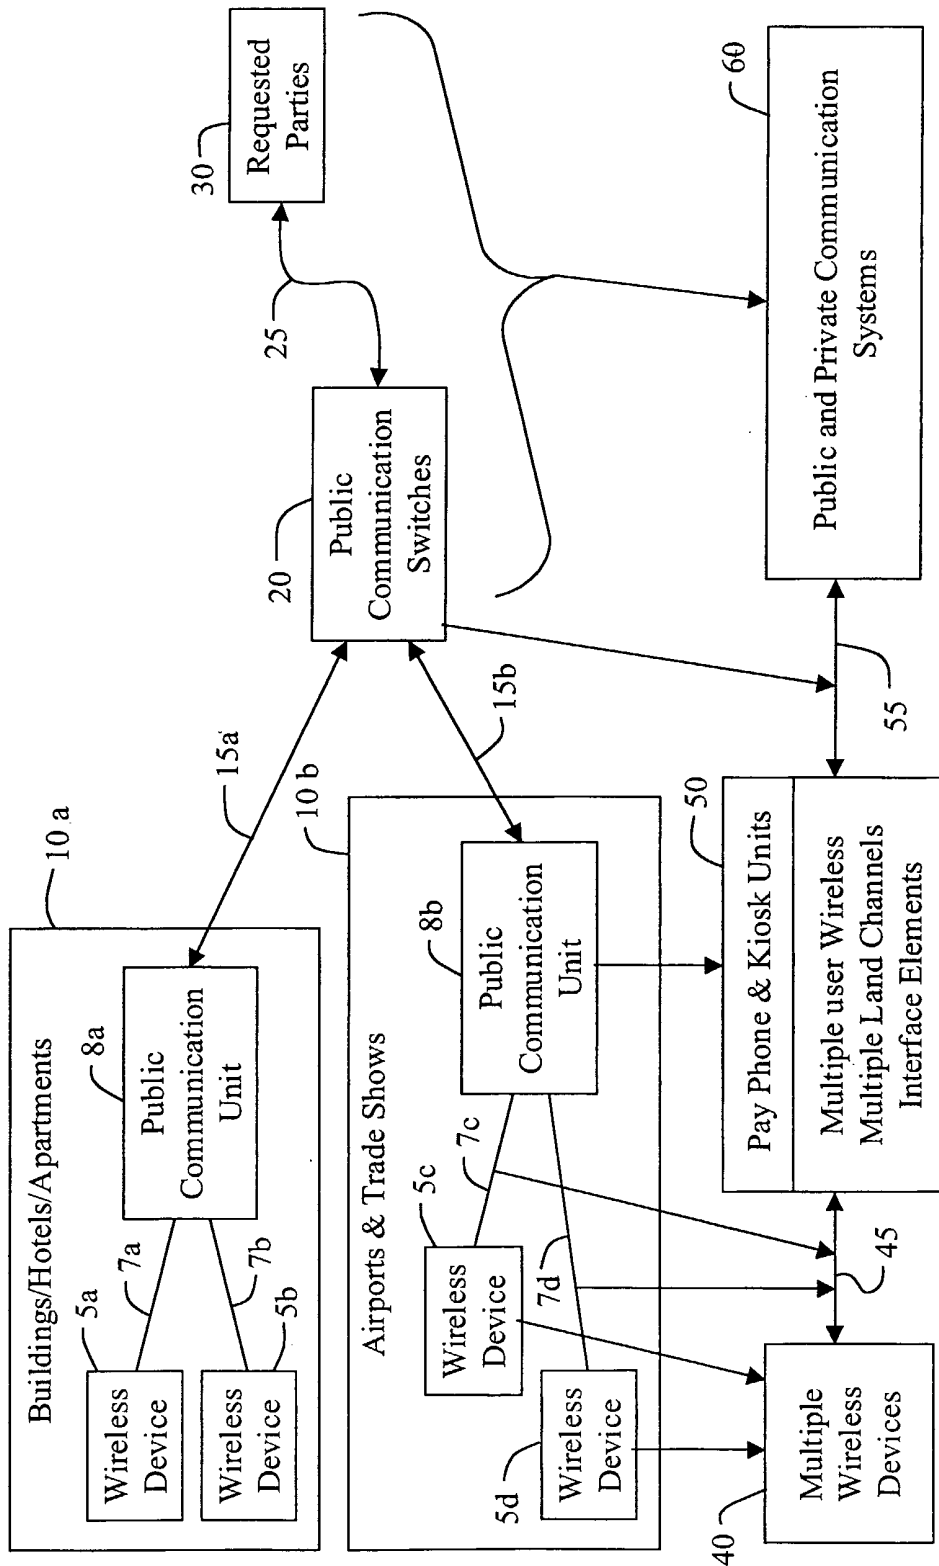 Buildings/Hotels/Apartments
10 a
5a
Wireless
Device
7a
5b
Wireless
Device
7b
8a
Public
Communication
Unit
15a
Airports & Trade Shows
10 b
5c
Wireless
Device
7c
5d
Wireless
Device
7d
8b
Public
Communication
Unit
15b
20
Public
Communication
Switches
25
30
Requested
Parties
40
Multiple
Wireless
Devices
45
50
Pay Phone & Kiosk Units
Multiple user Wireless
Multiple Land Channels
Interface Elements
55
60
Public and Private Communication
Systems